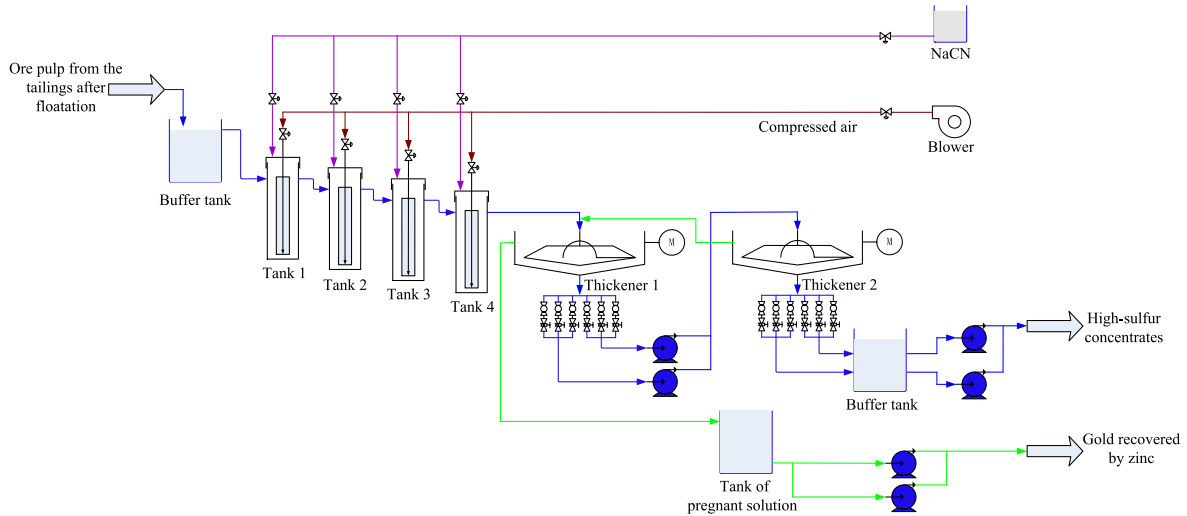 NaCN
Ore pulp from the
tailings after
floatation
Compressed air
Blower
Buffer tank
Tank 1
Tank 2
Tank 3
Tank 4
M
M
Thickener 1
Thickener 2
High-sulfur
concentrates
Buffer tank
Gold recovered
by zinc
Tank of
pregnant solution